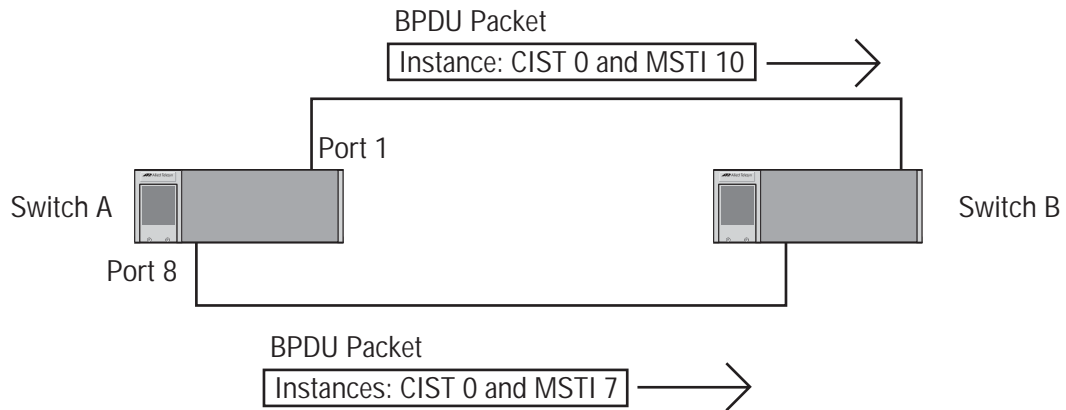 BPDU Packet
Instance: CIST 0 and MSTI 10
Port 1
Switch A
Switch B
Port 8
BPDU Packet
Instances: CIST 0 and MSTI 7